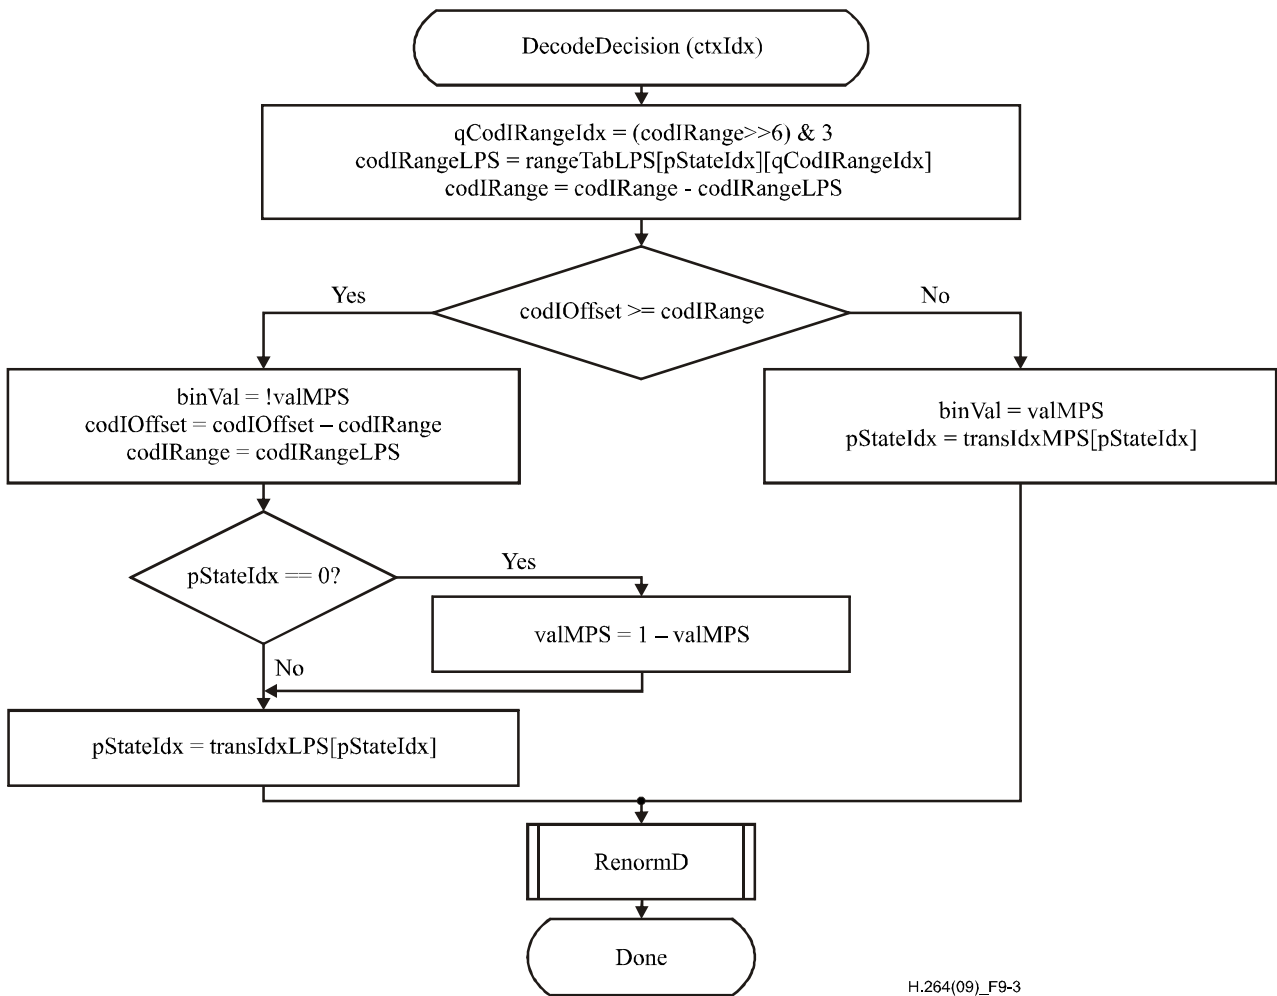 DecodeDecision (ctxIdx)
qCodIRangeIdx = (codIRange>>6) & 3
codIRangeLPS = rangeTabLPS[pStateIdx][qCodIRangeIdx]
codIRange = codIRange - codIRangeLPS
codIOffset >= codIRange
Yes
No
binVal = !valMPS
codIOffset = codIOffset – codIRange
codIRange = codIRangeLPS
binVal = valMPS
pStateIdx = transIdxMPS[pStateIdx]
pStateIdx == 0?
Yes
valMPS = 1 – valMPS
No
pStateIdx = transIdxLPS[pStateIdx]
RenormD
Done
H.264(09)_F9-3